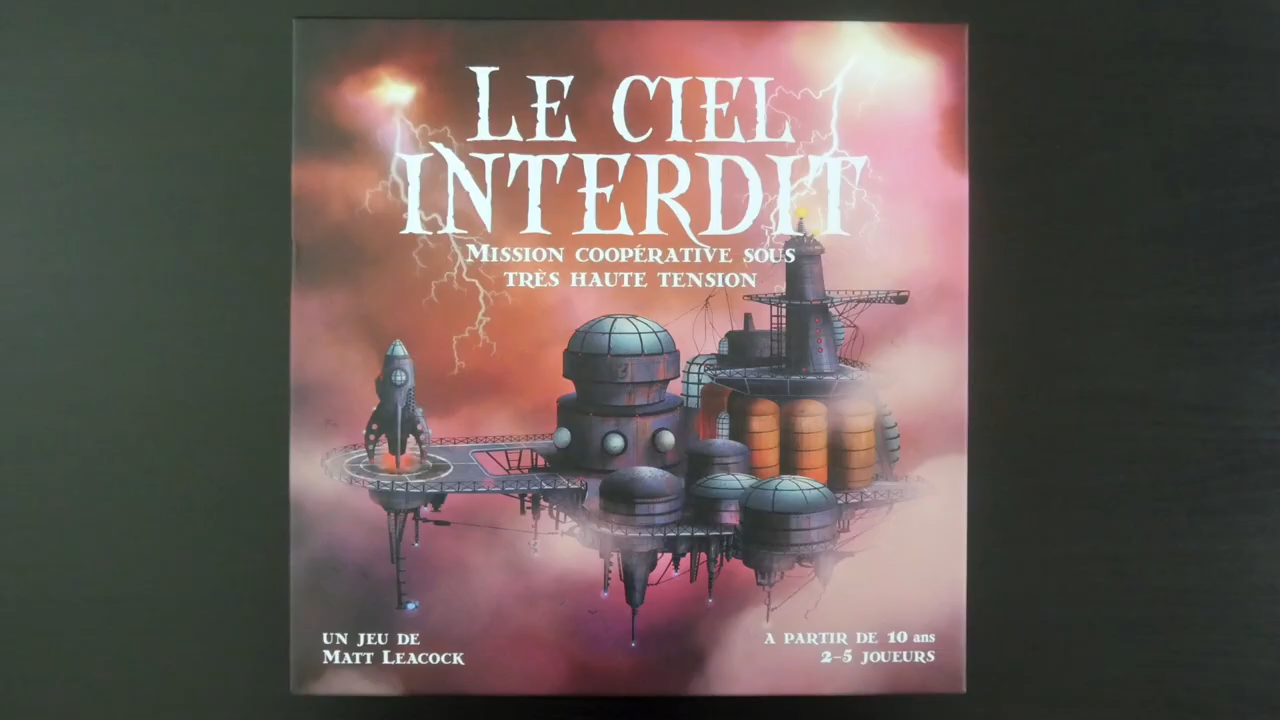 LE CIEL
INTERDIT
MISSION COOPÉRATIVE SOUS
TRÈS HAUTE TENSION
UN JEU DE
MATT LEACOCK
A PARTIR DE 10 ans
2-5 JOUEURS